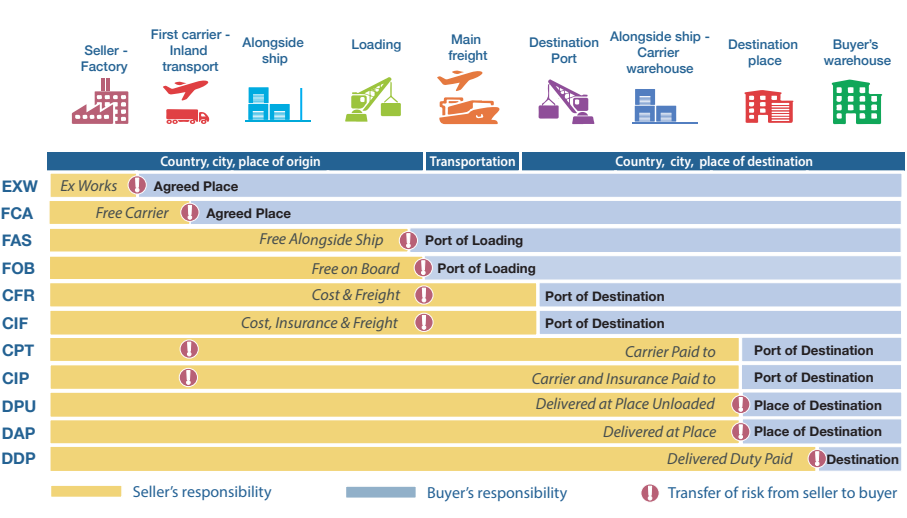 Seller -
Factory
First carrier -
Inland
transport
Alongside
ship
Loading
Main
freight
Destination
Port
Alongside ship -
Carrier
warehouse
Destination
place
Buyer's
warehouse
Country, city, place of origin
Transportation
Country, city, place of destination
EXW Ex Works Agreed Place
FCA Free Carrier Agreed Place
FAS Free Alongside Ship Port of Loading
FOB Free on Board Port of Loading
CFR Cost & Freight Port of Destination
CIF Cost, Insurance & Freight Port of Destination
CPT Carrier Paid to Port of Destination
CIP Carrier and Insurance Paid to Port of Destination
DPU Delivered at Place Unloaded Place of Destination
DAP Delivered at Place Place of Destination
DDP Delivered Duty Paid Destination
Seller's responsibility Buyer's responsibility Transfer of risk from seller to buyer